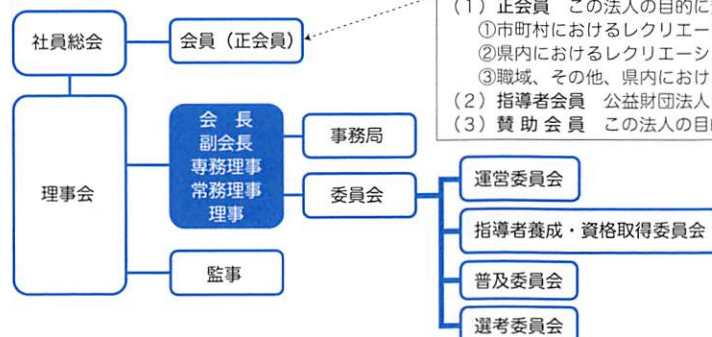 社員総会
会員（正会員）
（1）正会員　この法人の目的に
①市町村におけるレクリエー
②県内におけるレクリエーシ
③職域、その他、県内におけ
（2）指導者会員　公益財団法人
（3）賛助会員　この法人の目
理事会
会　長
副会長
専務理事
常務理事
理事
事務局
委員会
監事
運営委員会
指導者養成・資格取得委員会
普及委員会
選考委員会